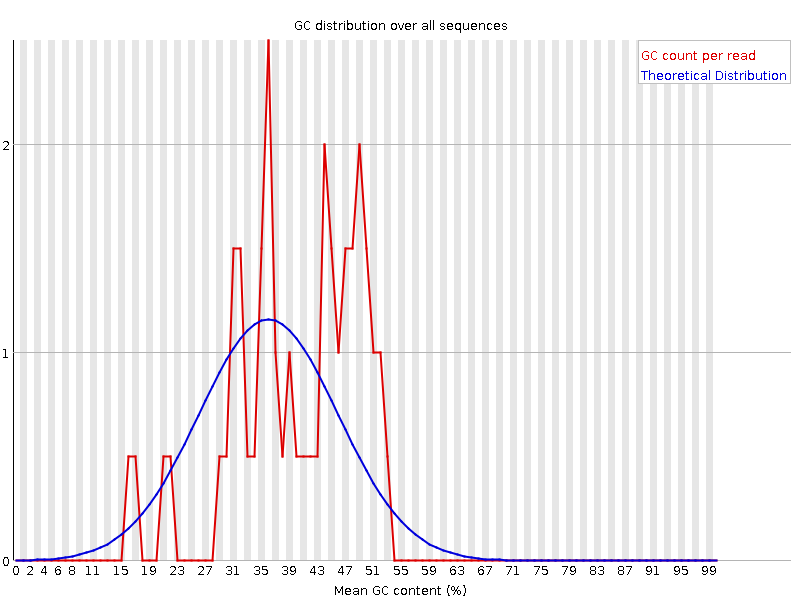 GC distribution over all sequences
GC count per read
Theoretical Distribution
2
1
0
0 2 4 6 8 11 15 19 23 27 31 35 39 43 47 51 55 59 63 67 71 75 79 83 87 91 95 99
Mean GC content (%)